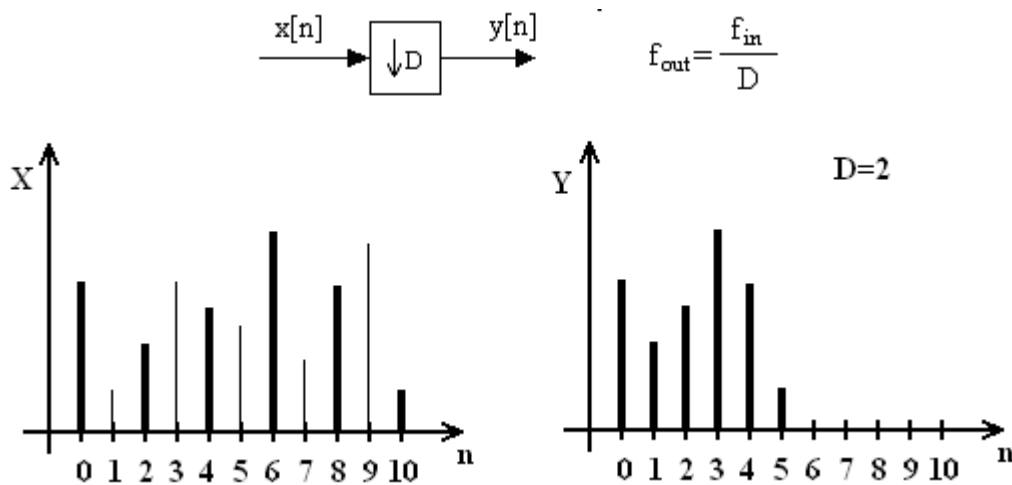 x[n] ↓D y[n] f_out = f_in / D
X
0 1 2 3 4 5 6 7 8 9 10 n
Y
D=2
0 1 2 3 4 5 6 7 8 9 10 n